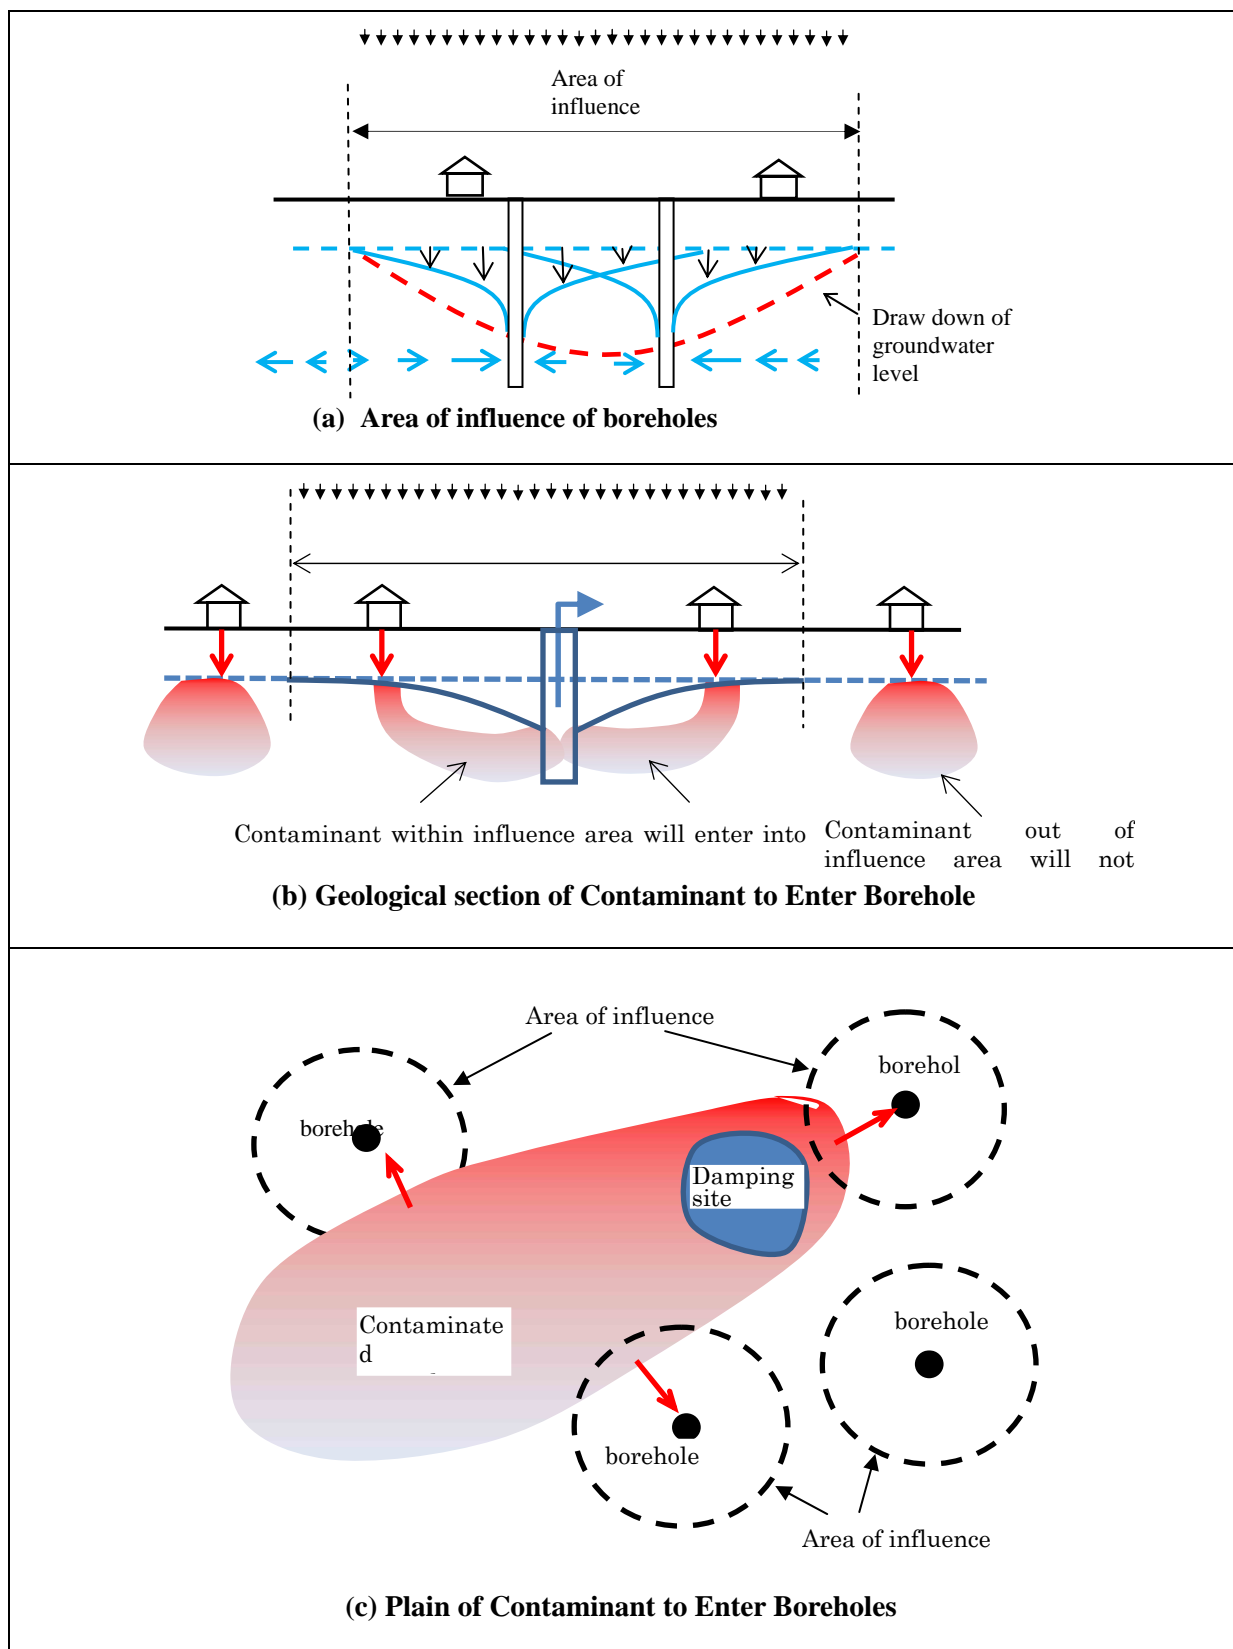 Area of
influence
Draw down of
groundwater
level
(a) Area of influence of boreholes
Contaminant within influence area will enter into
Contaminant out of
influence area will not
(b) Geological section of Contaminant to Enter Borehole
Area of influence
borehol
borehole
Damping
site
borehole
Contaminate
d
borehole
Area of influence
(c) Plain of Contaminant to Enter Boreholes